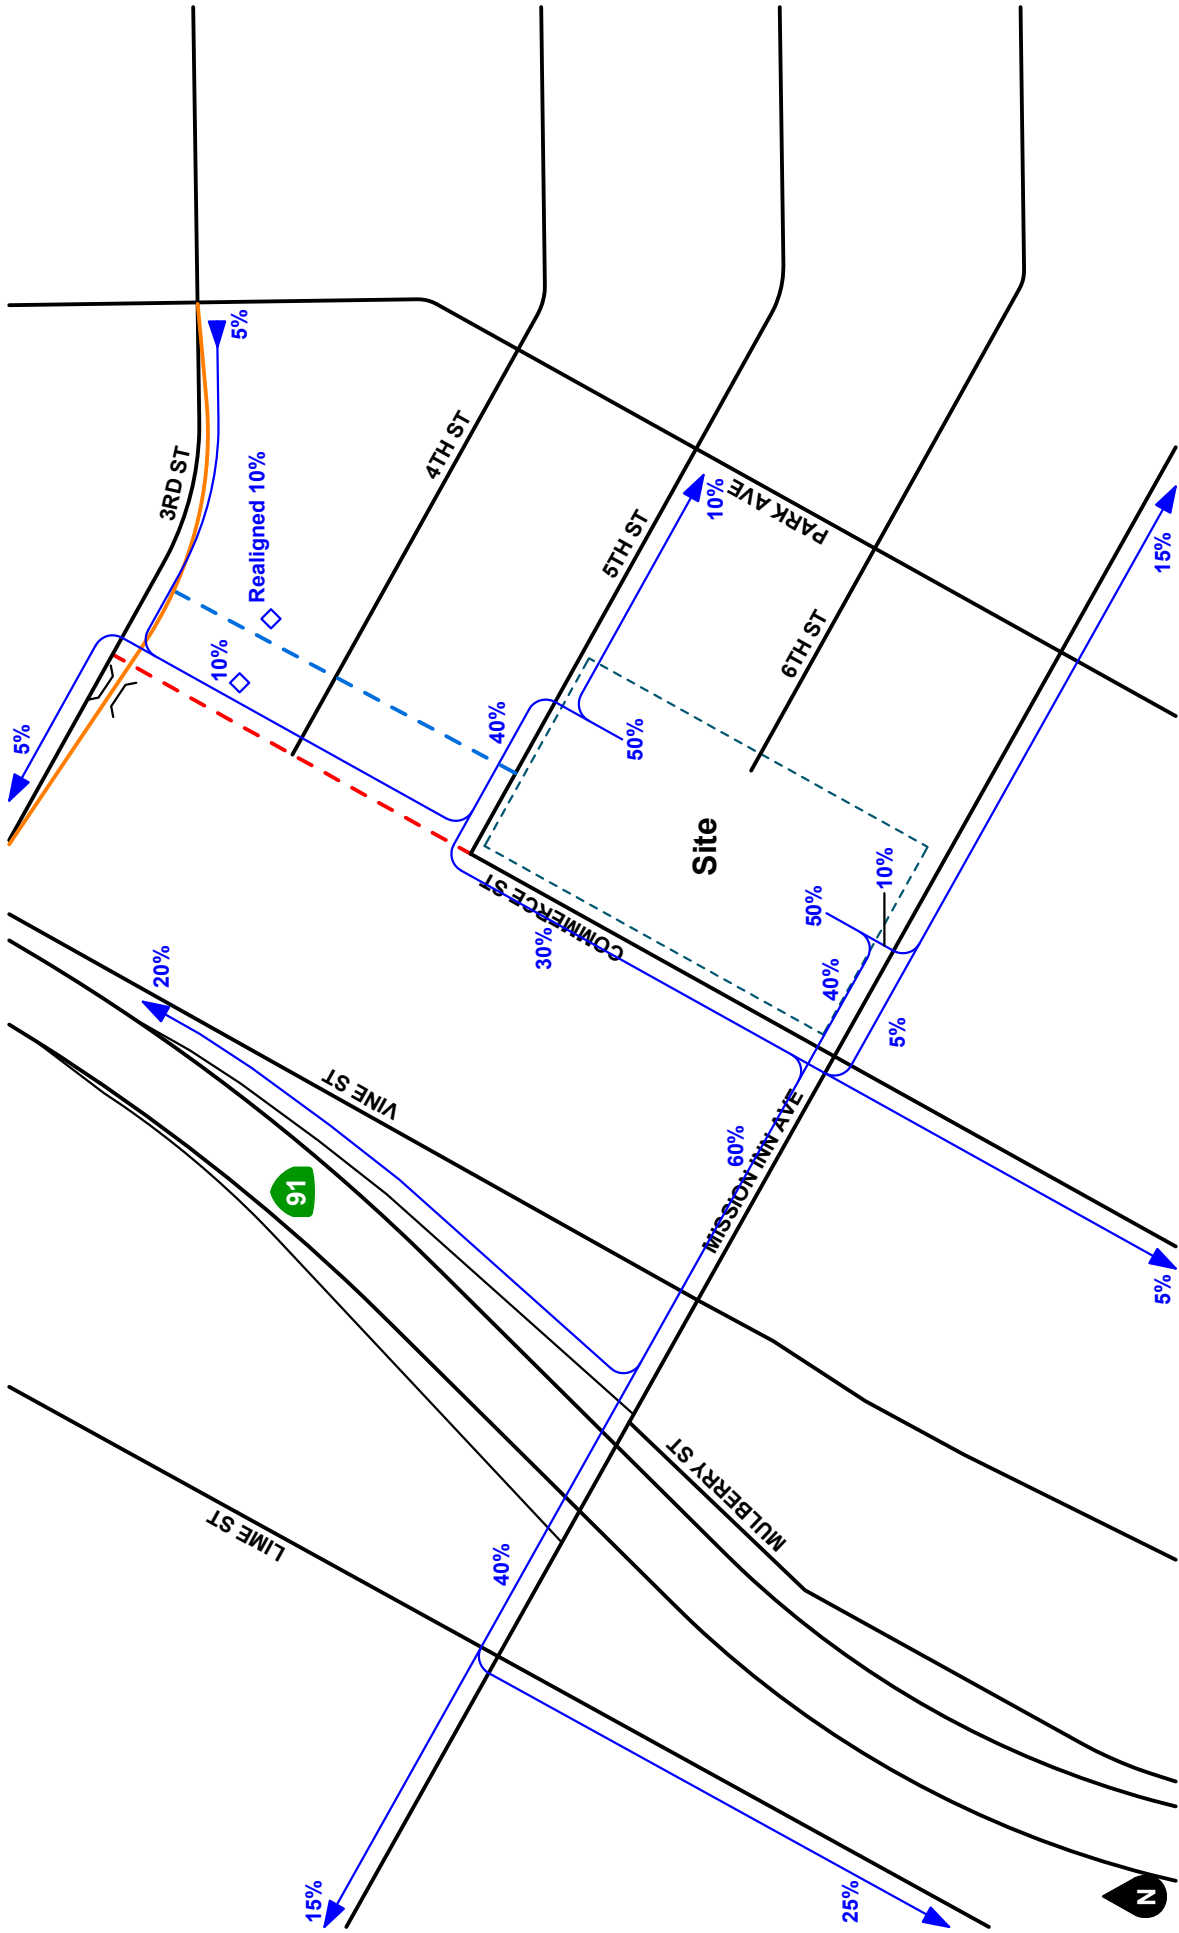 5%
3RD ST
5%
Realigned 10%
10%
4TH ST
5TH ST
10%
PARK AVE
15%
40%
50%
6TH ST
Site
COMMERCE ST
30%
50%
10%
40%
5%
20%
VINE ST
91
60%
MISSION INN AVE
5%
MULBERRY ST
LIME ST
40%
15%
25%
N